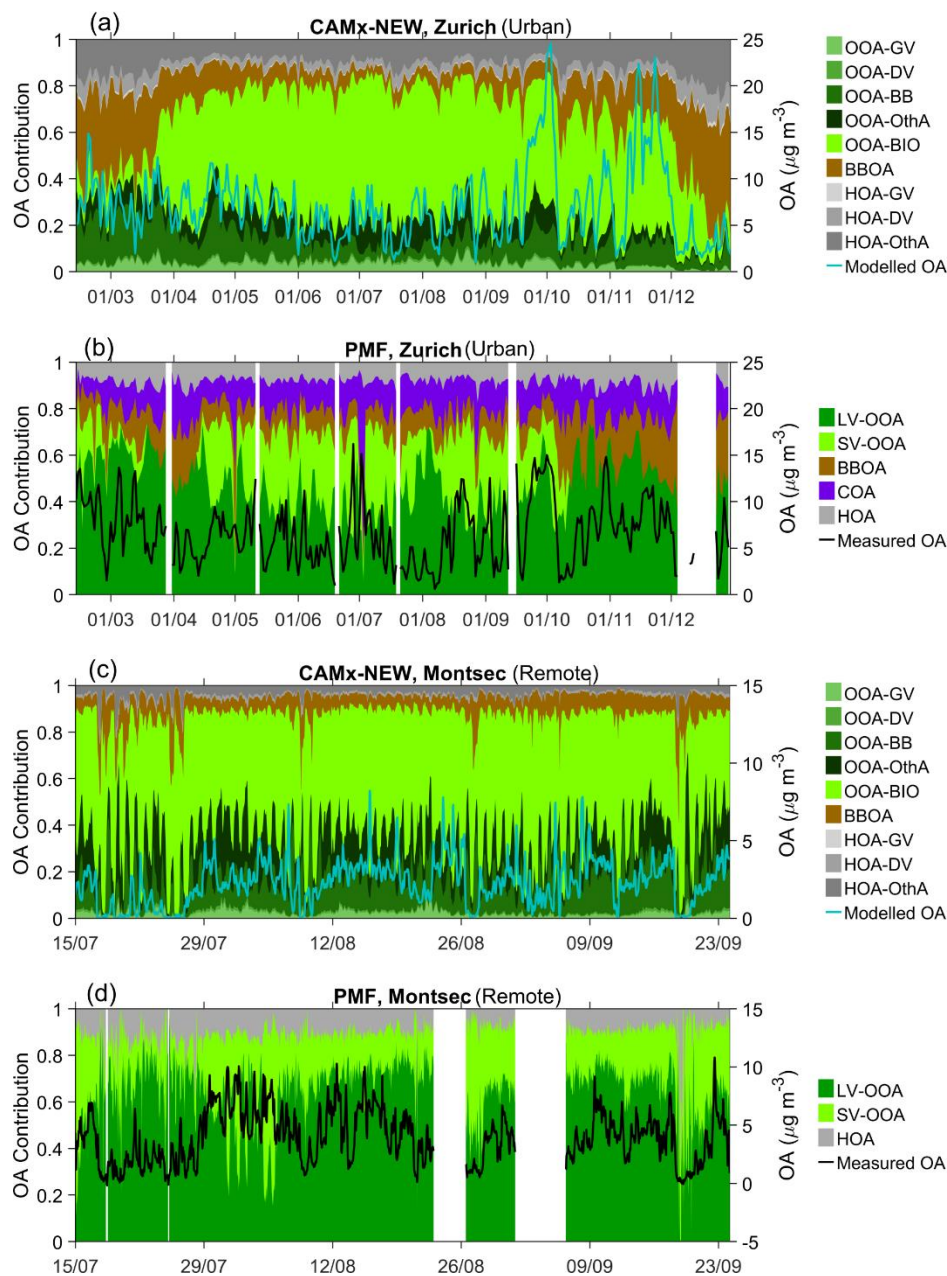 (a) CAMx-NEW, Zurich (Urban)
OA Contribution
1
0.8
0.6
0.4
0.2
0
25
20
15
10
5
0
OA (μg m⁻³)
01/03 01/04 01/05 01/06 01/07 01/08 01/09 01/10 01/11 01/12
OOA-GV
OOA-DV
OOA-BB
OOA-OthA
OOA-BIO
BBOA
HOA-GV
HOA-DV
HOA-OthA
Modelled OA
(b) PMF, Zurich (Urban)
OA Contribution
1
0.8
0.6
0.4
0.2
0
25
20
15
10
5
0
OA (μg m⁻³)
01/03 01/04 01/05 01/06 01/07 01/08 01/09 01/10 01/11 01/12
LV-OOA
SV-OOA
BBOA
COA
HOA
Measured OA
(c) CAMx-NEW, Montsec (Remote)
OA Contribution
1
0.8
0.6
0.4
0.2
0
15
10
5
0
OA (μg m⁻³)
15/07 29/07 12/08 26/08 09/09 23/09
OOA-GV
OOA-DV
OOA-BB
OOA-OthA
OOA-BIO
BBOA
HOA-GV
HOA-DV
HOA-OthA
Modelled OA
(d) PMF, Montsec (Remote)
OA Contribution
1
0.8
0.6
0.4
0.2
0
15
10
5
0
-5
OA (μg m⁻³)
15/07 29/07 12/08 26/08 09/09 23/09
LV-OOA
SV-OOA
HOA
Measured OA